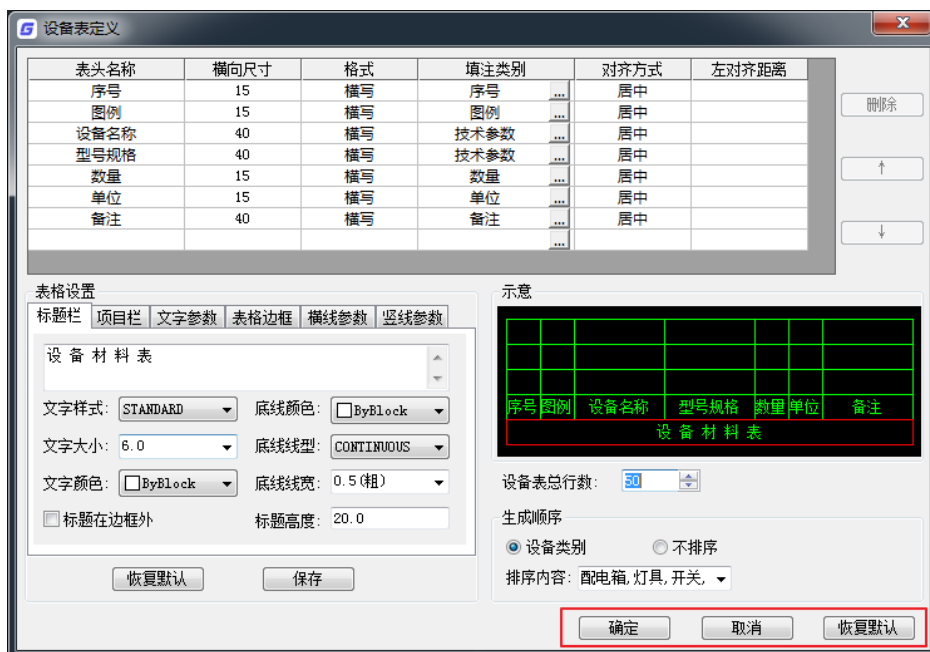 设备表定义
表头名称 横向尺寸 格式 填注类别 对齐方式 左对齐距离
序号 15 横写 序号 ... 居中
图例 15 横写 图例 ... 居中
设备名称 40 横写 技术参数 ... 居中
型号规格 40 横写 技术参数 ... 居中
数量 15 横写 数量 ... 居中
单位 15 横写 单位 ... 居中
备注 40 横写 备注 ... 居中
...
删除
↑
↓
表格设置
标题栏 项目栏 文字参数 表格边框 横线参数 竖线参数
设 备 材 料 表
文字样式: STANDARD 底线颜色: ByBlock
文字大小: 6.0 底线线型: CONTINUOUS
文字颜色: ByBlock 底线线宽: 0.5(粗)
标题在边框外 标题高度: 20.0
恢复默认 保存
示意
序号 图例 设备名称 型号规格 数量 单位 备注
设 备 材 料 表
设备表总行数: 50
生成顺序
设备类别 不排序
排序内容: 配电箱,灯具,开关,
确定 取消 恢复默认